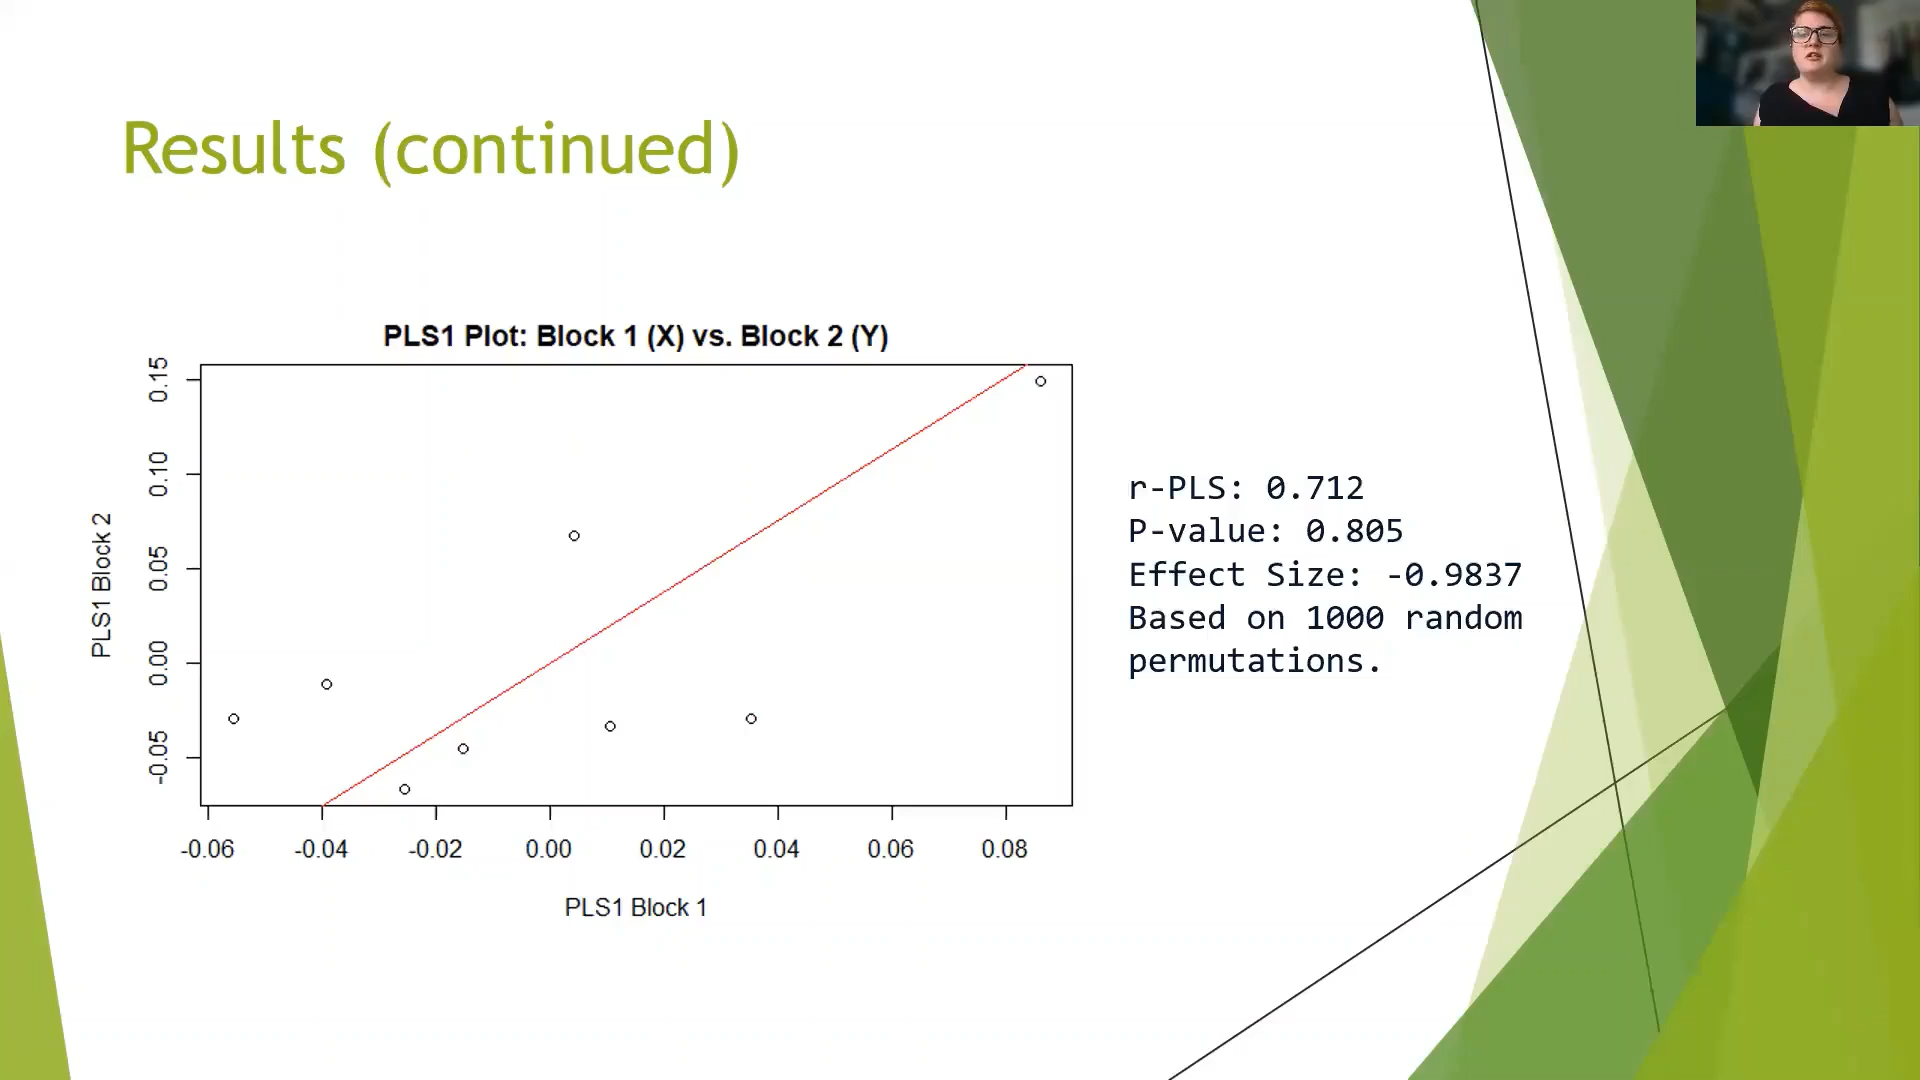 Results (continued)
PLS1 Plot: Block 1 (X) vs. Block 2 (Y)
0.15
0.10
0.05
0.00
-0.05
PLS1 Block 2
-0.06 -0.04 -0.02 0.00 0.02 0.04 0.06 0.08
PLS1 Block 1
r-PLS: 0.712
P-value: 0.805
Effect Size: -0.9837
Based on 1000 random
permutations.